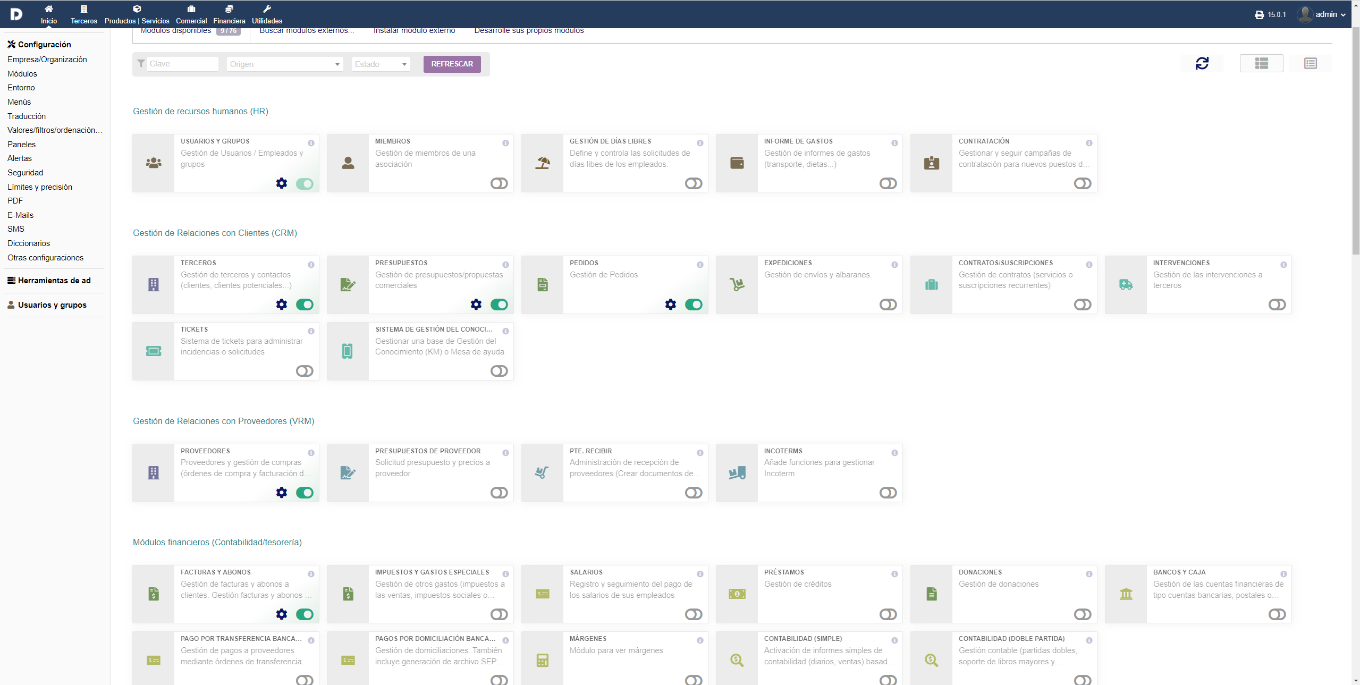 D
Inicio
Terceros
Productos | Servicios
Comercial
Financiera
Utilidades
15.0.1
admin
Módulos disponibles 9 / 76
Buscar módulos externos...
Instalar módulo externo
Desarrolle sus propios módulos
Configuración
Empresa/Organización
Módulos
Entorno
Menús
Traducción
Valores/filtros/ordenación...
Paneles
Alertas
Seguridad
Límites y precisión
PDF
E-Mails
SMS
Diccionarios
Otras configuraciones
Herramientas de ad
Usuarios y grupos
Clave
Origen
Estado
REFRESCAR
Gestión de recursos humanos (HR)
USUARIOS Y GRUPOS
Gestión de Usuarios / Empleados y
grupos
MIEMBROS
Gestión de miembros de una
asociación
GESTIÓN DE DÍAS LIBRES
Define y controla las solicitudes de
días libes de los empleados.
INFORME DE GASTOS
Gestión de informes de gastos
(transporte, dietas...)
CONTRATACIÓN
Gestionar y seguir campañas de
contratación para nuevos puestos d...
Gestión de Relaciones con Clientes (CRM)
TERCEROS
Gestión de terceros y contactos
(clientes, clientes potenciales...)
PRESUPUESTOS
Gestión de presupuestos/propuestas
comerciales
PEDIDOS
Gestión de Pedidos
EXPEDICIONES
Gestión de envíos y albaranes
CONTRATOS/SUSCRIPCIONES
Gestión de contratos (servicios o
suscripciones recurrentes)
INTERVENCIONES
Gestión de las intervenciones a
terceros
TICKETS
Sistema de tickets para administrar
incidencias o solicitudes
SISTEMA DE GESTIÓN DEL CONOCI...
Gestionar una base de Gestión del
Conocimiento (KM) o Mesa de ayuda
Gestión de Relaciones con Proveedores (VRM)
PROVEEDORES
Proveedores y gestión de compras
(órdenes de compra y facturación d...
PRESUPUESTOS DE PROVEEDOR
Solicitud presupuesto y precios a
proveedor
PTE. RECIBIR
Administración de recepción de
proveedores (Crear documentos de
INCOTERMS
Añade funciones para gestionar
Incoterm
Módulos financieros (Contabilidad/tesorería)
FACTURAS Y ABONOS
Gestión de facturas y abonos a
clientes. Gestión facturas y abonos ...
IMPUESTOS Y GASTOS ESPECIALES
Gestión de otros gastos (impuestos a
las ventas, impuestos sociales o...
SALARIOS
Registro y seguimiento del pago de
los salarios de sus empleados
PRÉSTAMOS
Gestión de créditos
DONACIONES
Gestión de donaciones
BANCOS Y CAJA
Gestión de las cuentas financieras de
tipo cuentas bancarias, postales o...
PAGO POR TRANSFERENCIA BANCA...
Gestión de pagos a proveedores
mediante órdenes de transferencia
PAGOS POR DOMICILIACIÓN BANCA...
Gestión de domiciliaciones. También
incluye generación de archivo SEP
MÁRGENES
Módulo para ver márgenes
CONTABILIDAD (SIMPLE)
Activación de informes simples de
contabilidad (diarios, ventas) basad
CONTABILIDAD (DOBLE PARTIDA)
Gestión contable (partidas dobles,
soporte de libros mayores y